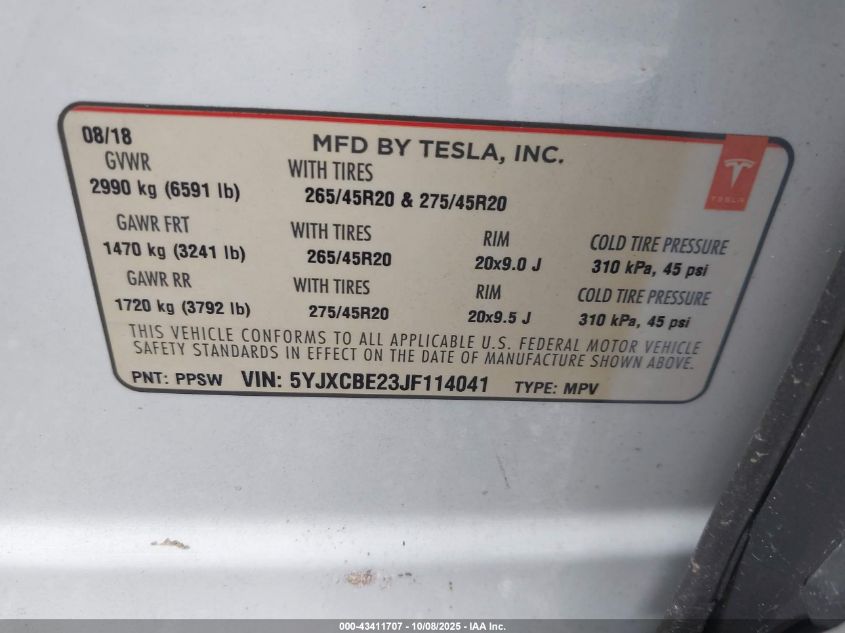 08/18 MFD BY TESLA, INC.
GVWR WITH TIRES
2990 kg (6591 lb) 265/45R20 & 275/45R20
TESLA
GAWR FRT WITH TIRES RIM COLD TIRE PRESSURE
1470 kg (3241 lb) 265/45R20 20x9.0 J 310 kPa, 45 psi
GAWR RR WITH TIRES RIM COLD TIRE PRESSURE
1720 kg (3792 lb) 275/45R20 20x9.5 J 310 kPa, 45 psi
THIS VEHICLE CONFORMS TO ALL APPLICABLE U.S. FEDERAL MOTOR VEHICLE
SAFETY STANDARDS IN EFFECT ON THE DATE OF MANUFACTURE SHOWN ABOVE.
PNT: PPSW VIN: 5YJXCBE23JF114041 TYPE: MPV
000-43411707 - 10/08/2025 - IAA Inc.